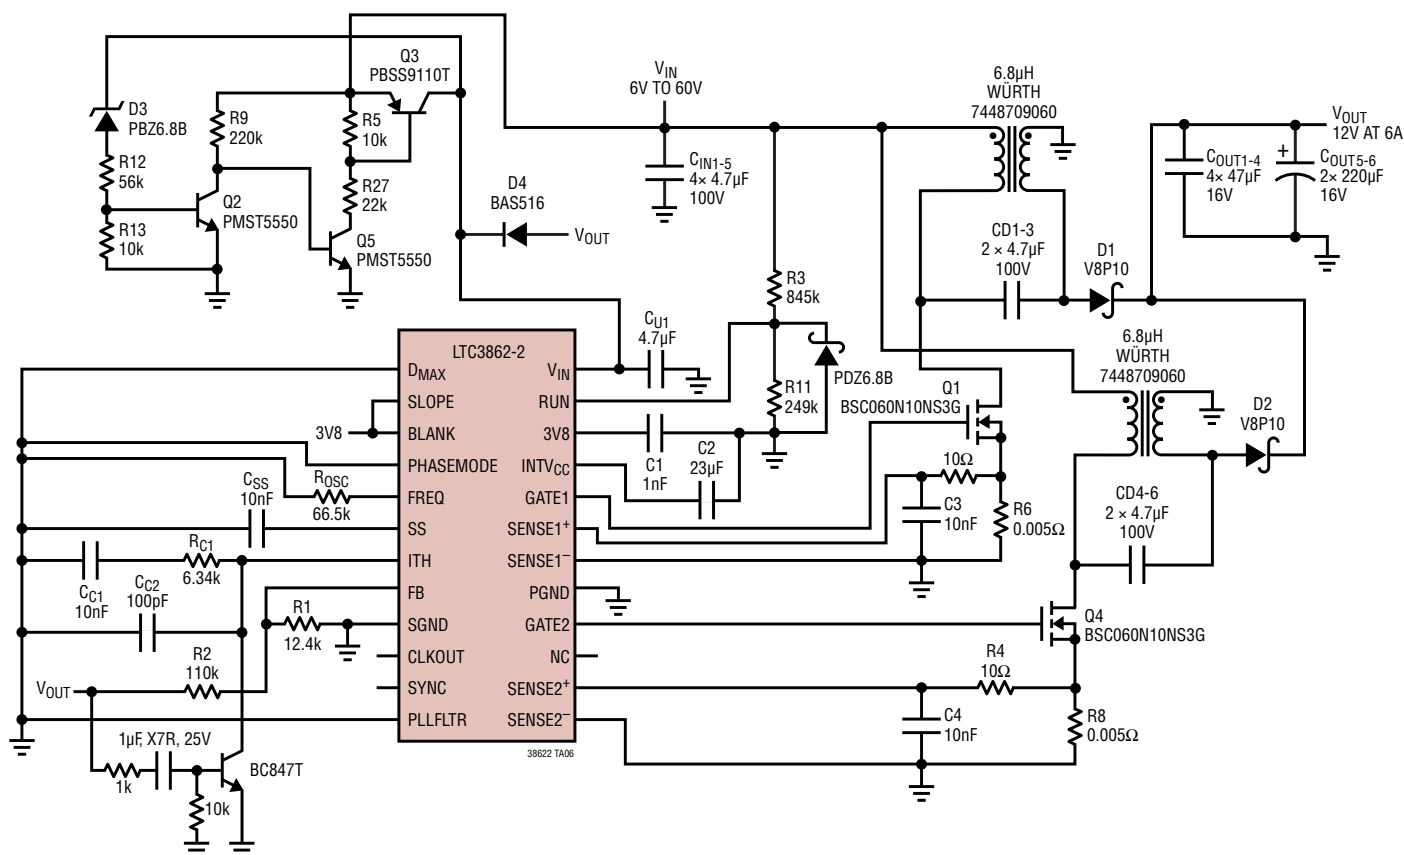 Q3
PBSS9110T
D3
PBZ6.8B
R9
220k
R5
10k
R12
56k
R27
22k
Q2
PMST5550
R13
10k
Q5
PMST5550
D4
BAS516
VOUT
VIN
6V TO 60V
CIN1-5
4× 4.7µF
100V
6.8µH
WÜRTH
7448709060
VOUT
12V AT 6A
COUT1-4
4× 47µF
16V
+
COUT5-6
2× 220µF
16V
CD1-3
2 × 4.7µF
100V
D1
V8P10
R3
845k
CU1
4.7µF
PDZ6.8B
R11
249k
6.8µH
WÜRTH
7448709060
Q1
BSC060N10NS3G
D2
V8P10
LTC3862-2
DMAX
SLOPE
BLANK
PHASEMODE
FREQ
SS
ITH
FB
SGND
CLKOUT
SYNC
PLLFLTR
VIN
RUN
3V8
INTVCC
GATE1
SENSE1+
SENSE1–
PGND
GATE2
NC
SENSE2+
SENSE2–
38622 TA06
3V8
C1
1nF
C2
23µF
10Ω
C3
10nF
R6
0.005Ω
CD4-6
2 × 4.7µF
100V
CSS
10nF
ROSC
66.5k
RC1
6.34k
CC1
10nF
CC2
100pF
R1
12.4k
R2
110k
VOUT
Q4
BSC060N10NS3G
R4
10Ω
C4
10nF
R8
0.005Ω
1µF, X7R, 25V
1k
BC847T
10k